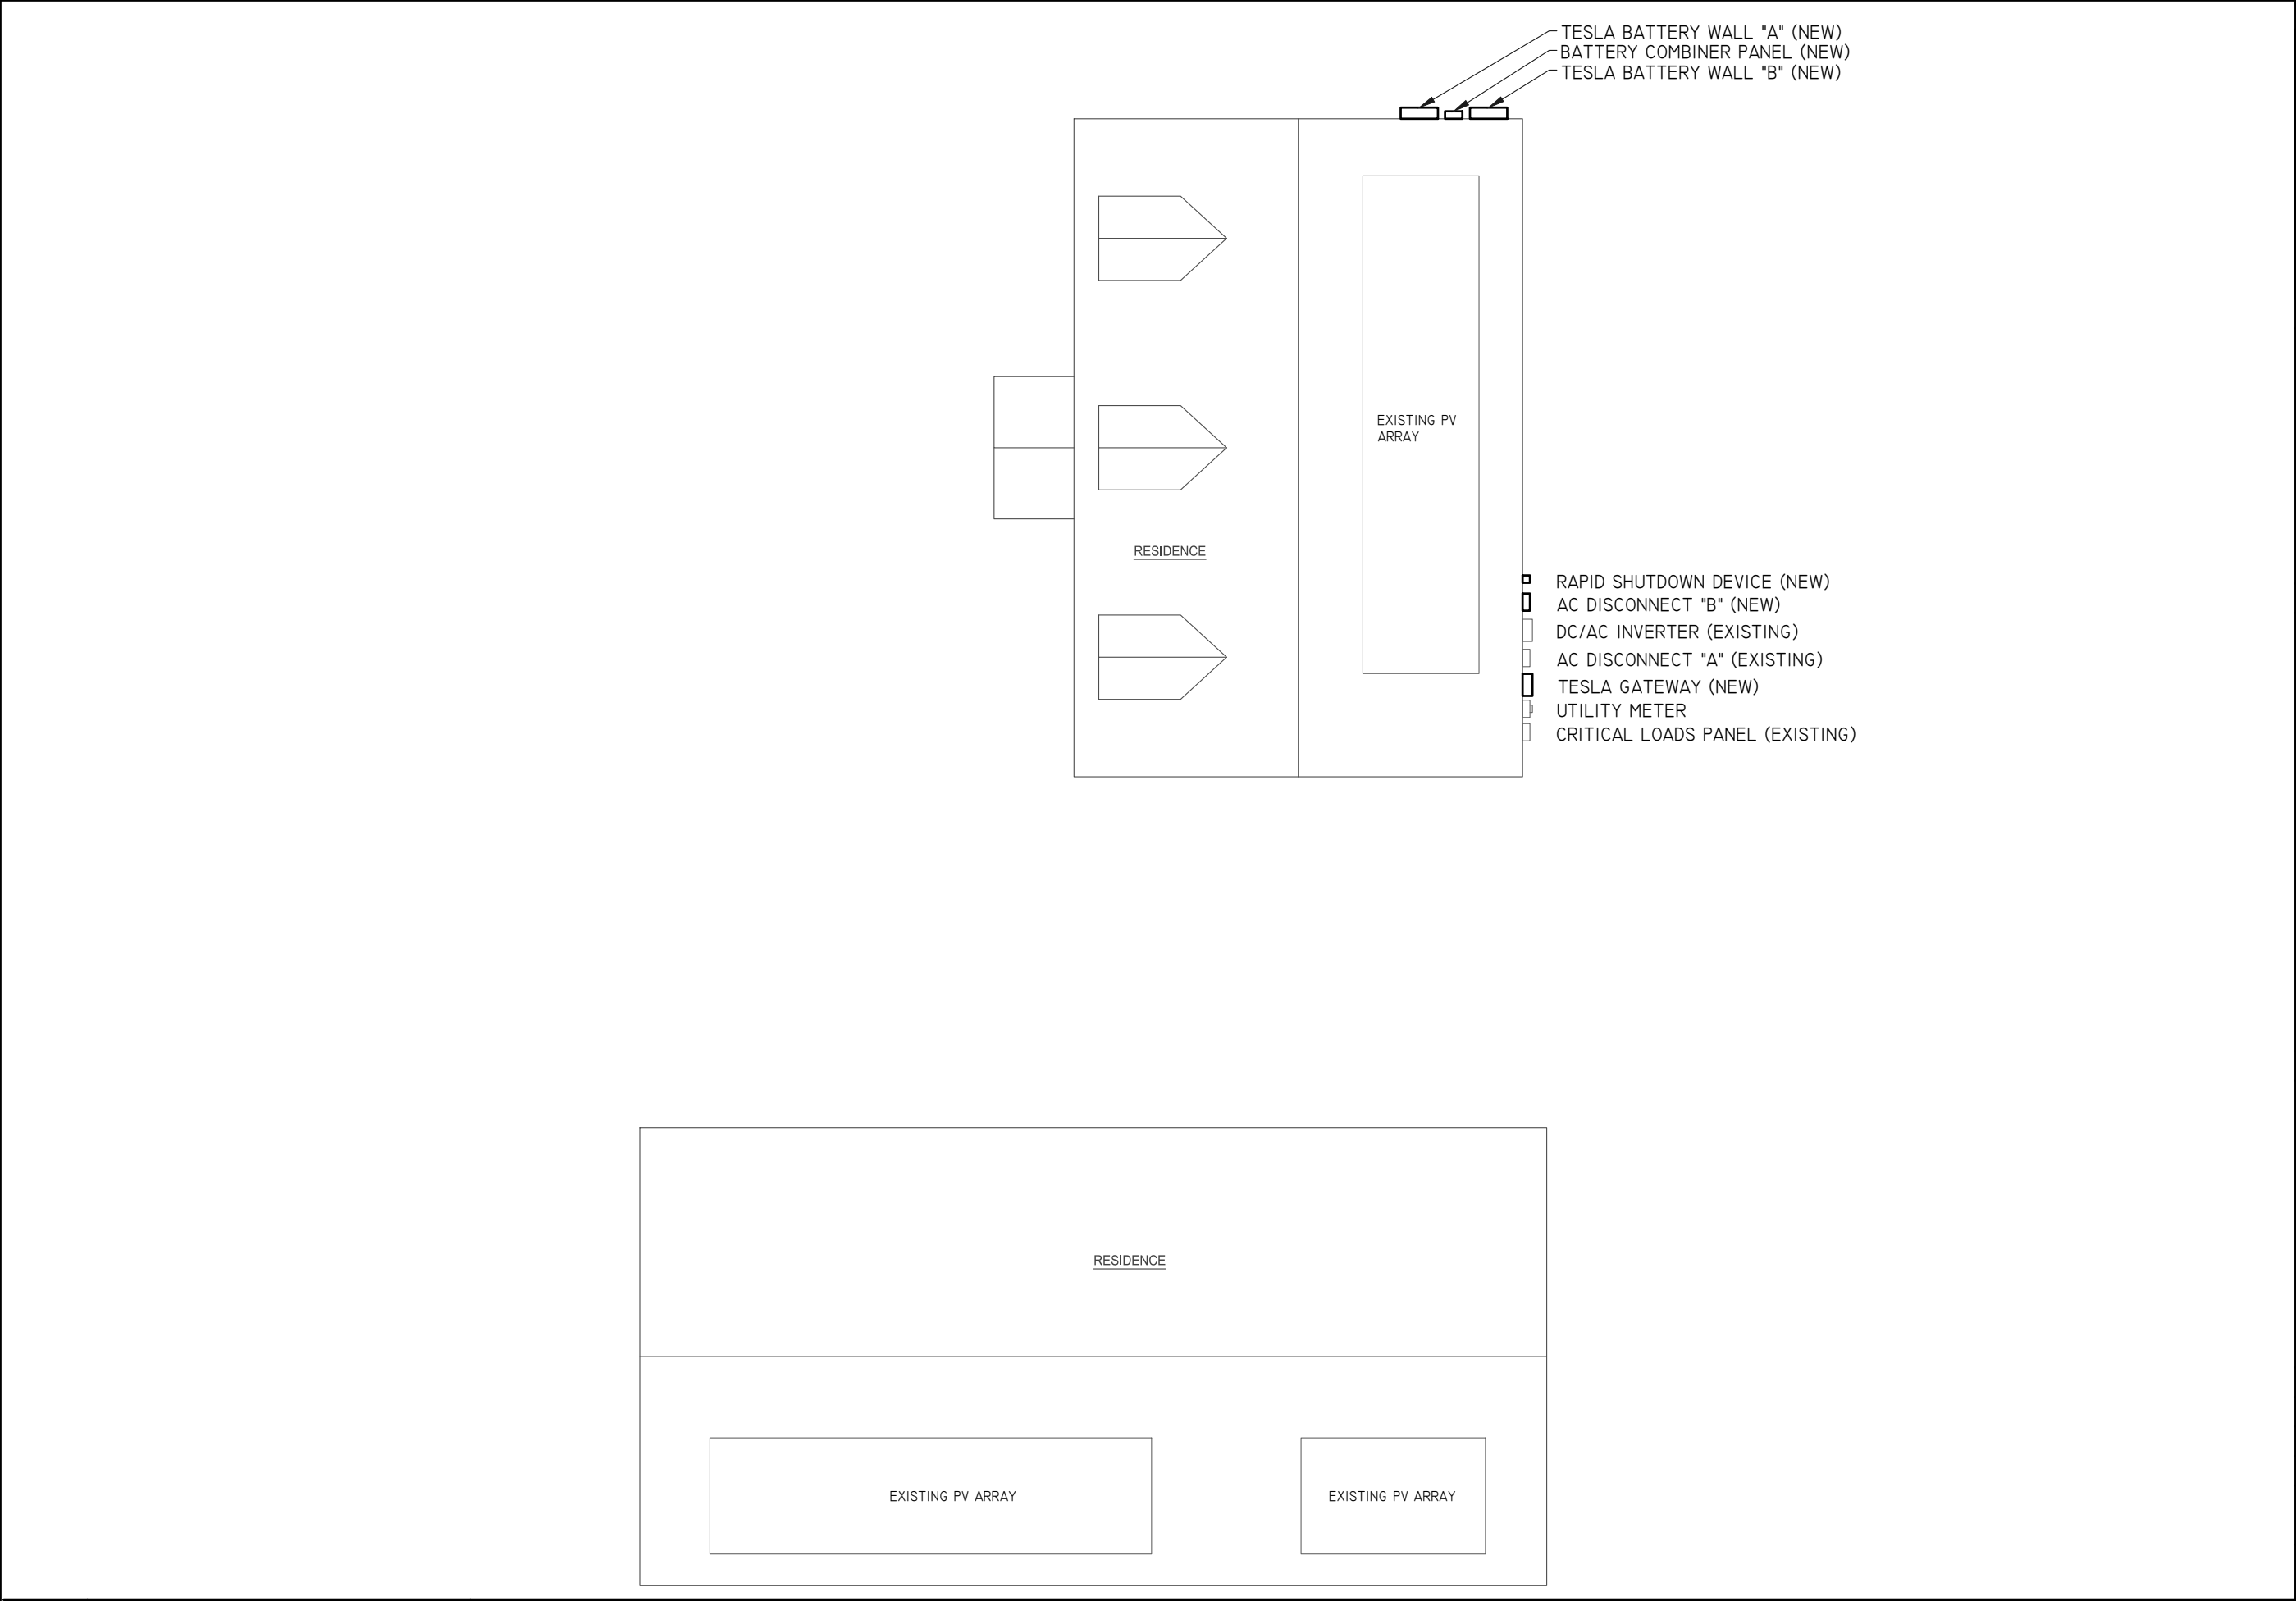 TESLA BATTERY WALL "A" (NEW)
BATTERY COMBINER PANEL (NEW)
TESLA BATTERY WALL "B" (NEW)
EXISTING PV
ARRAY
RESIDENCE
RAPID SHUTDOWN DEVICE (NEW)
AC DISCONNECT "B" (NEW)
DC/AC INVERTER (EXISTING)
AC DISCONNECT "A" (EXISTING)
TESLA GATEWAY (NEW)
UTILITY METER
CRITICAL LOADS PANEL (EXISTING)
RESIDENCE
EXISTING PV ARRAY
EXISTING PV ARRAY